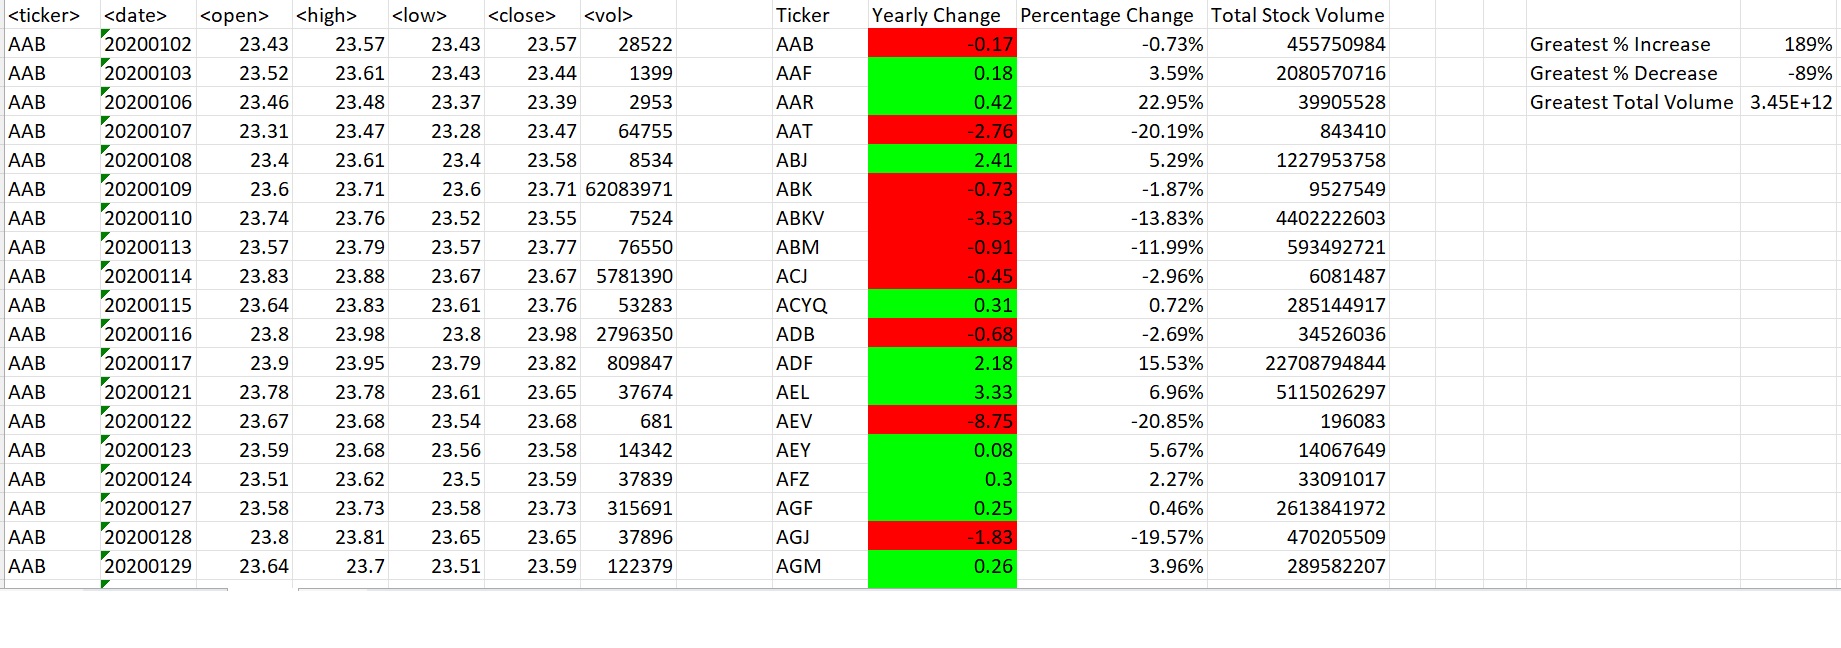 <ticker> <date> <open> <high> <low> <close> <vol> Ticker Yearly Change Percentage Change Total Stock Volume
AAB 20200102 23.43 23.57 23.43 23.57 28522 AAB -0.17 -0.73% 455750984 Greatest % Increase 189%
AAB 20200103 23.52 23.61 23.43 23.44 1399 AAF 0.18 3.59% 2080570716 Greatest % Decrease -89%
AAB 20200106 23.46 23.48 23.37 23.39 2953 AAR 0.42 22.95% 39905528 Greatest Total Volume 3.45E+12
AAB 20200107 23.31 23.47 23.28 23.47 64755 AAT -2.76 -20.19% 843410
AAB 20200108 23.4 23.61 23.4 23.58 8534 ABJ 2.41 5.29% 1227953758
AAB 20200109 23.6 23.71 23.6 23.71 62083971 ABK -0.73 -1.87% 9527549
AAB 20200110 23.74 23.76 23.52 23.55 7524 ABKV -3.53 -13.83% 4402222603
AAB 20200113 23.57 23.79 23.57 23.77 76550 ABM -0.91 -11.99% 593492721
AAB 20200114 23.83 23.88 23.67 23.67 5781390 ACJ -0.45 -2.96% 6081487
AAB 20200115 23.64 23.83 23.61 23.76 53283 ACYQ 0.31 0.72% 285144917
AAB 20200116 23.8 23.98 23.8 23.98 2796350 ADB -0.68 -2.69% 34526036
AAB 20200117 23.9 23.95 23.79 23.82 809847 ADF 2.18 15.53% 22708794844
AAB 20200121 23.78 23.78 23.61 23.65 37674 AEL 3.33 6.96% 5115026297
AAB 20200122 23.67 23.68 23.54 23.68 681 AEV -8.75 -20.85% 196083
AAB 20200123 23.59 23.68 23.56 23.58 14342 AEY 0.08 5.67% 14067649
AAB 20200124 23.51 23.62 23.5 23.59 37839 AFZ 0.3 2.27% 33091017
AAB 20200127 23.58 23.73 23.58 23.73 315691 AGF 0.25 0.46% 2613841972
AAB 20200128 23.8 23.81 23.65 23.65 37896 AGJ -1.83 -19.57% 470205509
AAB 20200129 23.64 23.7 23.51 23.59 122379 AGM 0.26 3.96% 289582207